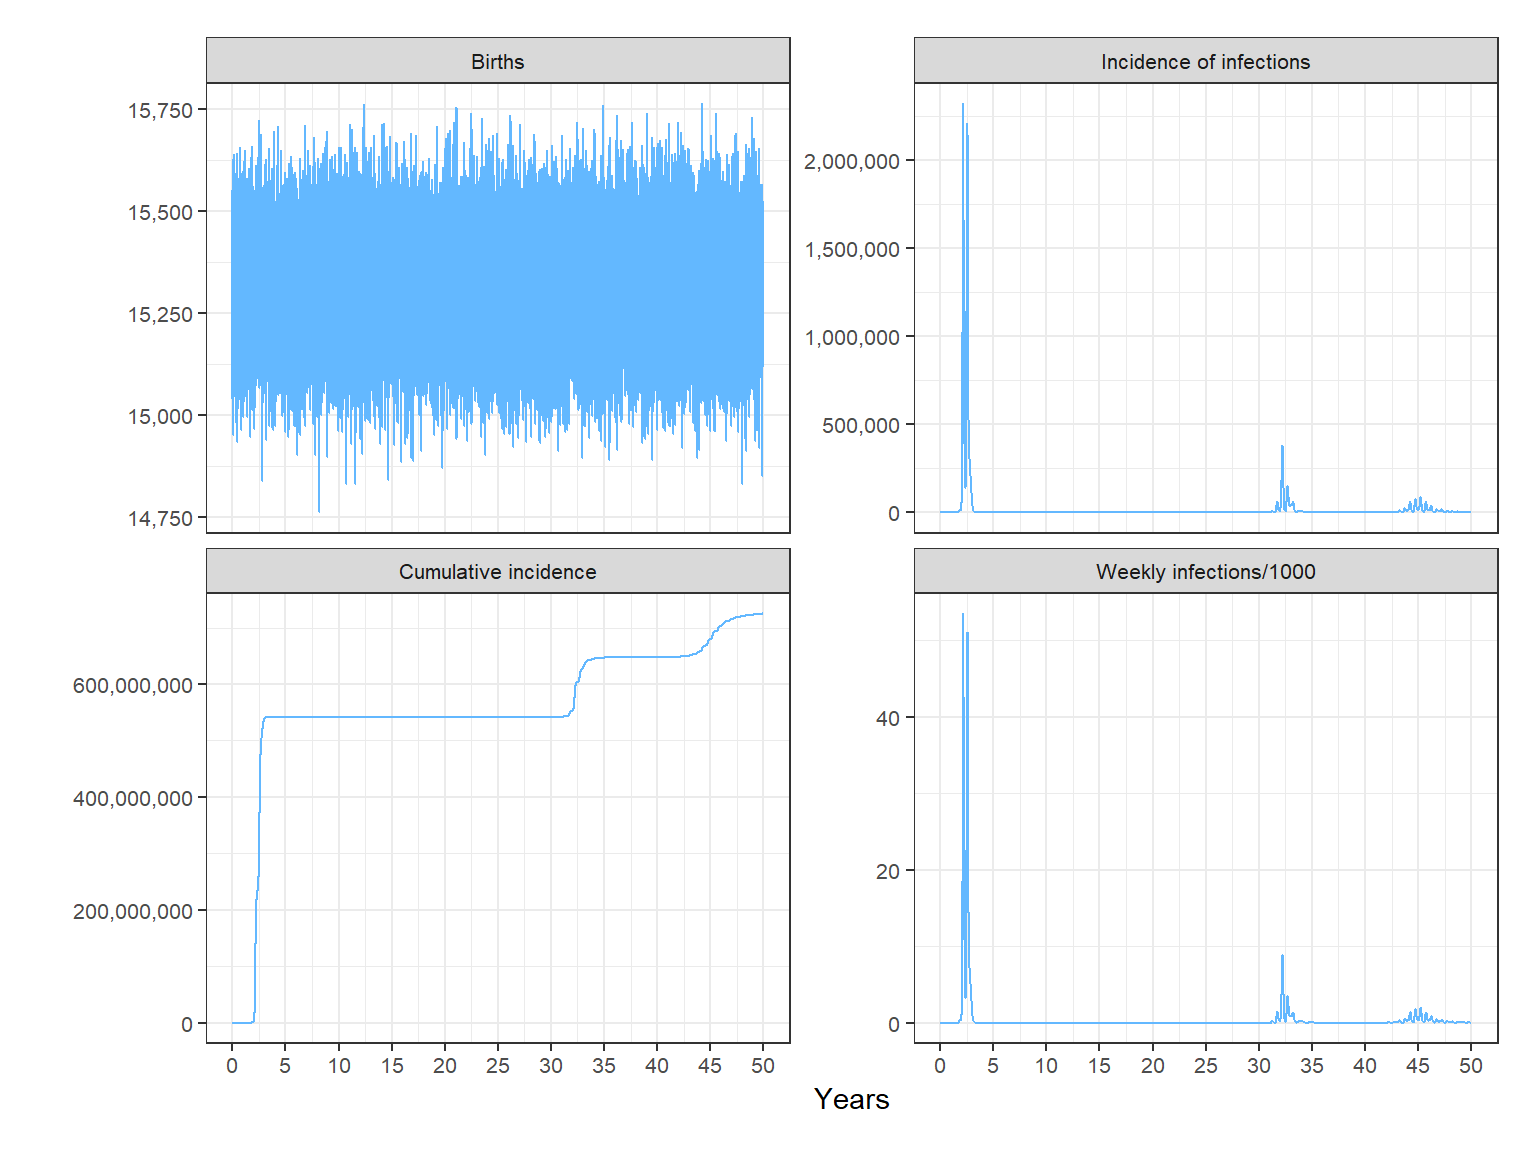 Births
15,750
15,500
15,250
15,000
14,750
Incidence of infections
2,000,000
1,500,000
1,000,000
500,000
0
Cumulative incidence
600,000,000
400,000,000
200,000,000
0
0 5 10 15 20 25 30 35 40 45 50
Weekly infections/1000
40
20
0
0 5 10 15 20 25 30 35 40 45 50
Years